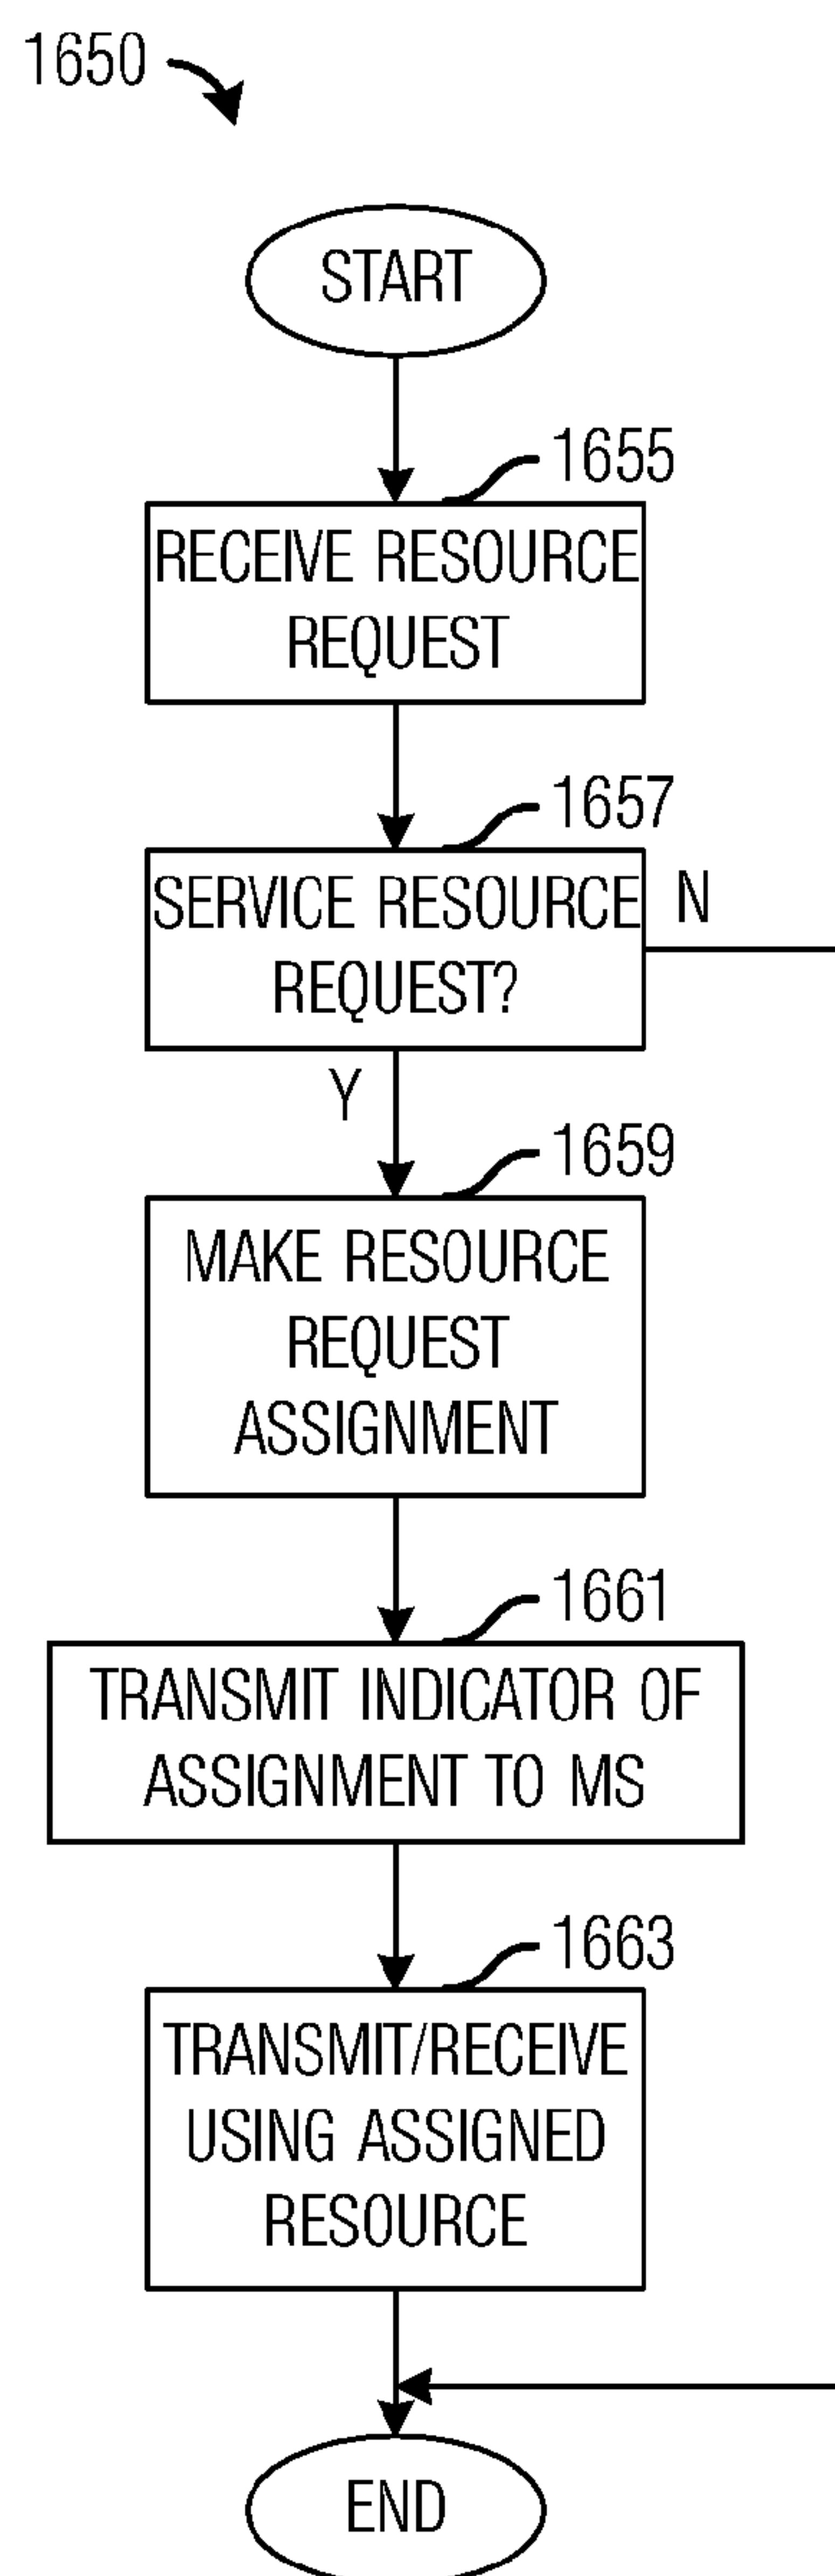 1650
START
1655
RECEIVE RESOURCE
REQUEST
1657
SERVICE RESOURCE
REQUEST?
N
Y
1659
MAKE RESOURCE
REQUEST
ASSIGNMENT
1661
TRANSMIT INDICATOR OF
ASSIGNMENT TO MS
1663
TRANSMIT/RECEIVE
USING ASSIGNED
RESOURCE
END